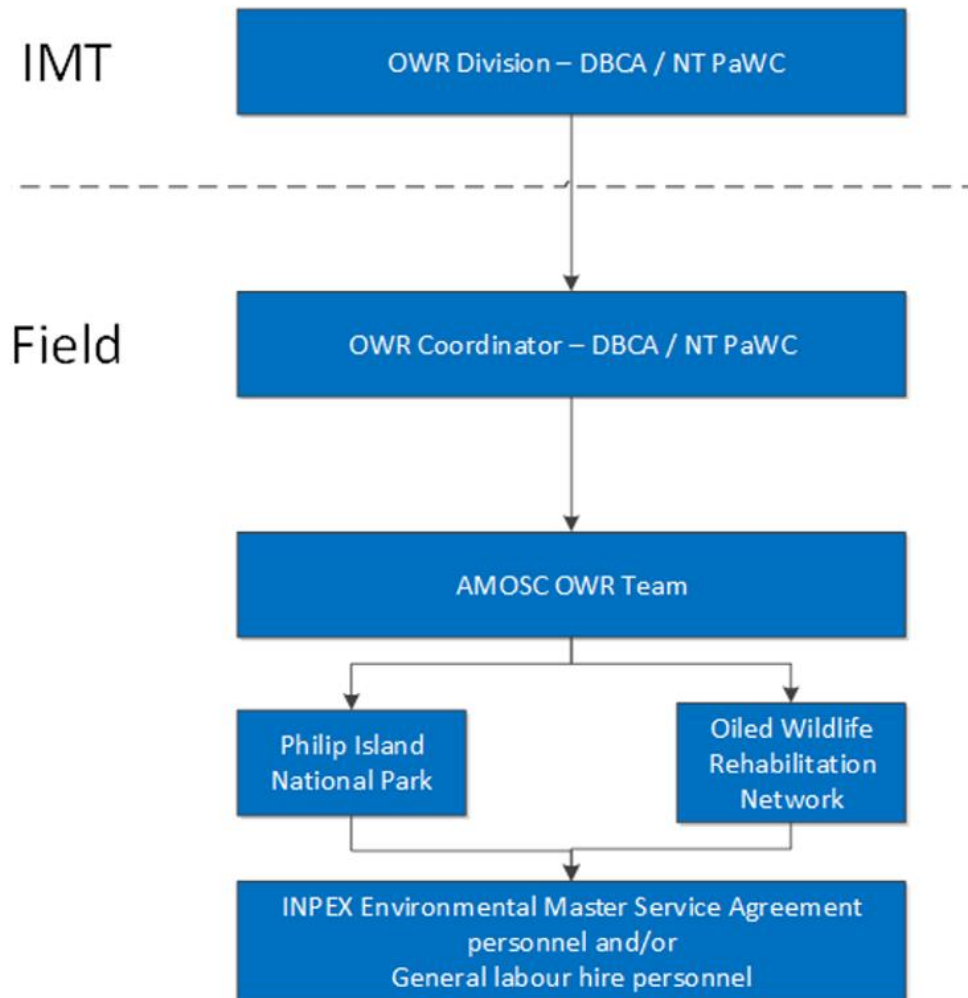 IMT
OWR Division – DBCA / NT PaWC
Field
OWR Coordinator – DBCA / NT PaWC
AMOSC OWR Team
Philip Island
National Park
Oiled Wildlife
Rehabilitation
Network
INPEX Environmental Master Service Agreement
personnel and/or
General labour hire personnel